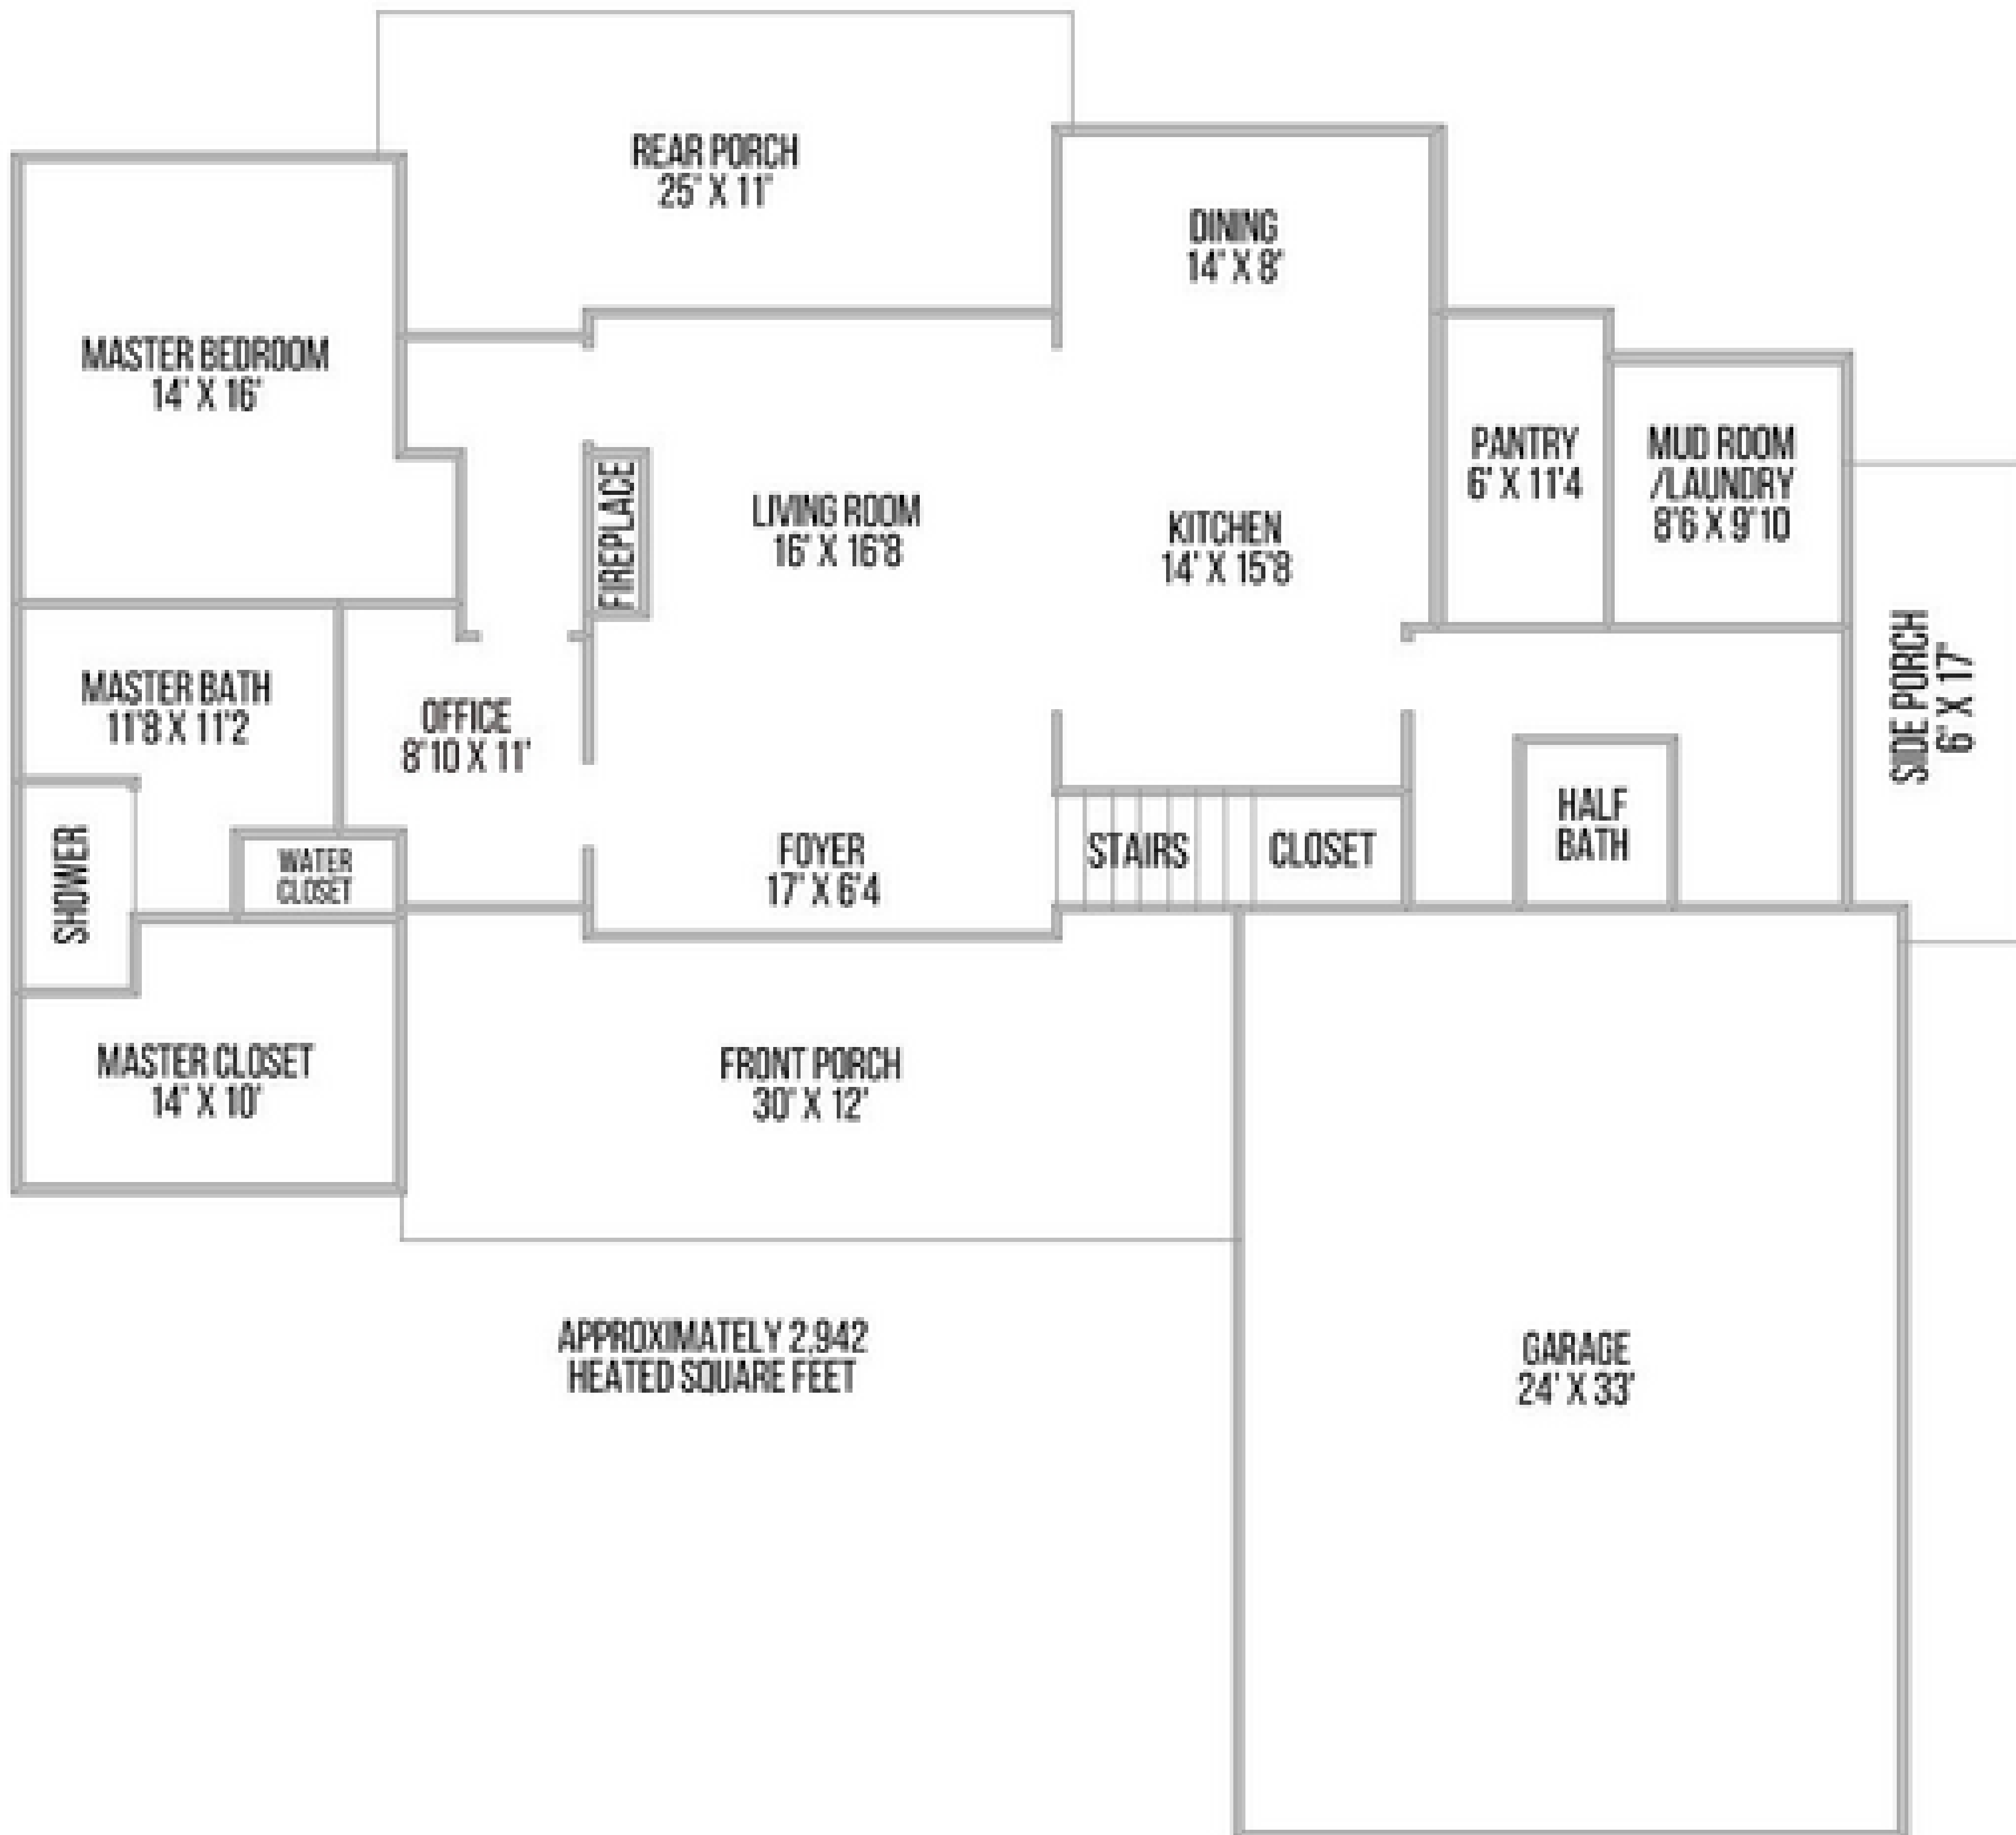 REAR PORCH
25' X 11'
DINING
14' X 8'
MASTER BEDROOM
14' X 16'
PANTRY
6' X 11'4
MUD ROOM
/LAUNDRY
8'6 X 9'10
FIREPLACE
LIVING ROOM
16' X 16'8
KITCHEN
14' X 15'8
SIDE PORCH
6' X 17'
MASTER BATH
11'8 X 11'2
OFFICE
8'10 X 11'
SHOWER
WATER
CLOSET
FOYER
17' X 6'4
STAIRS
CLOSET
HALF
BATH
MASTER CLOSET
14' X 10'
FRONT PORCH
30' X 12'
APPROXIMATELY 2,942
HEATED SQUARE FEET
GARAGE
24' X 33'